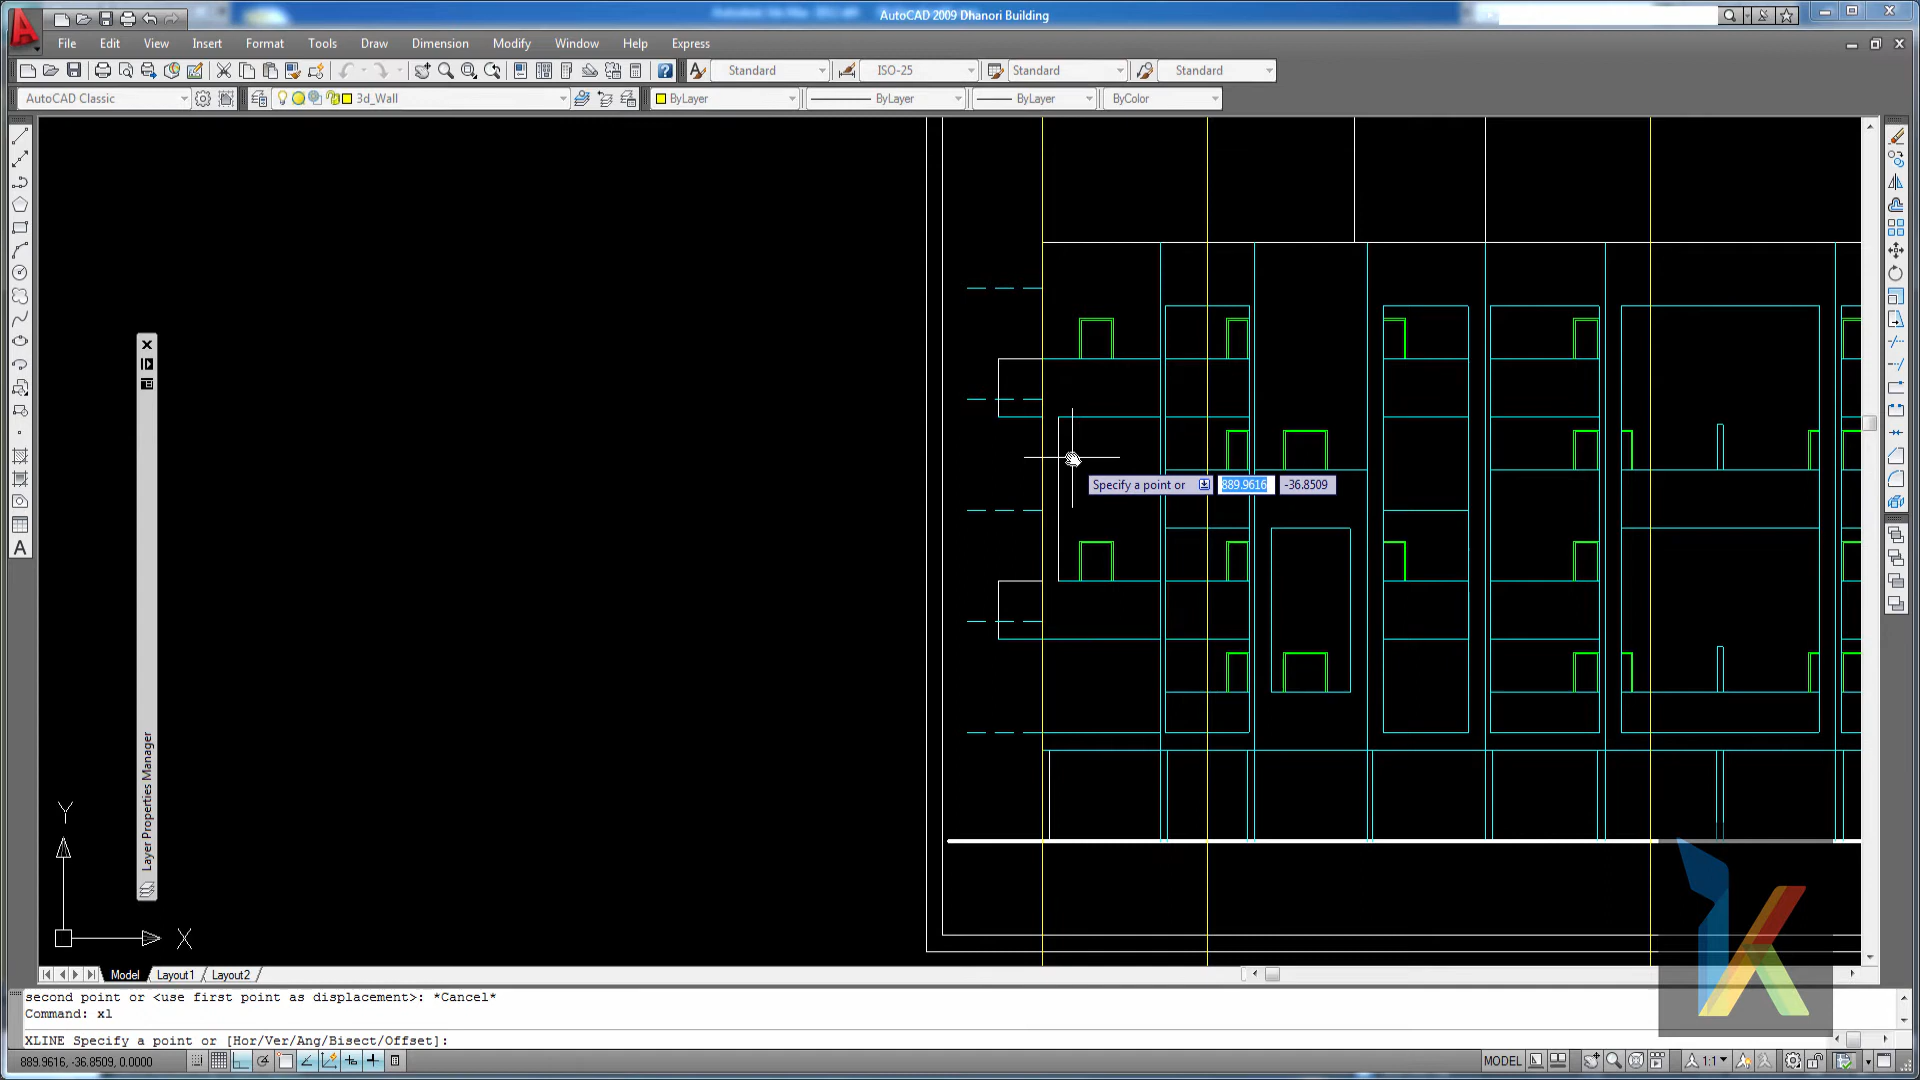 AutoCAD 2009 Dhanori Building
File Edit View Insert Format Tools Draw Dimension Modify Window Help Express
Standard ISO-25 Standard Standard
AutoCAD Classic 3d_Wall ByLayer ByLayer ByLayer ByColor
Specify a point or 889.9616 -36.8509
Layer Properties Manager
Y
X
Model Layout1 Layout2
second point or <use first point as displacement>: *Cancel*
Command: xl
XLINE Specify a point or [Hor/Ver/Ang/Bisect/Offset]:
889.9616, -36.8509, 0.0000 MODEL 1:1